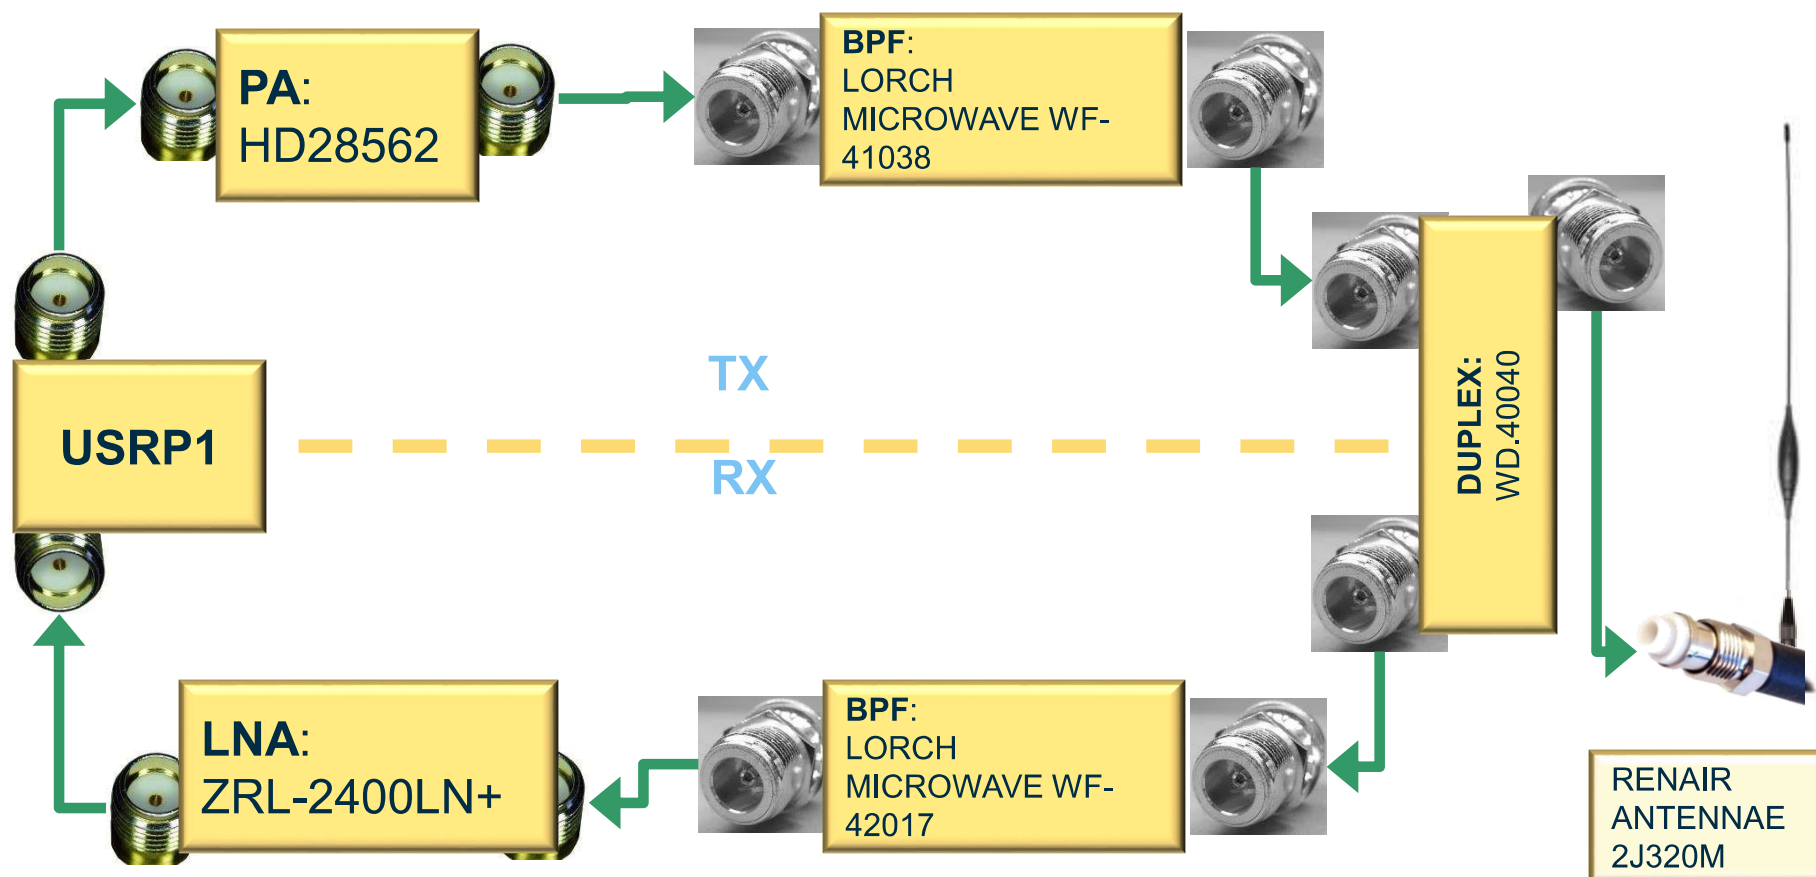 PA:
HD28562
BPF:
LORCH
MICROWAVE WF-
41038
TX
USRP1
RX
DUPLEX:
WD.40040
LNA:
ZRL-2400LN+
BPF:
LORCH
MICROWAVE WF-
42017
RENAIR
ANTENNAE
2J320M